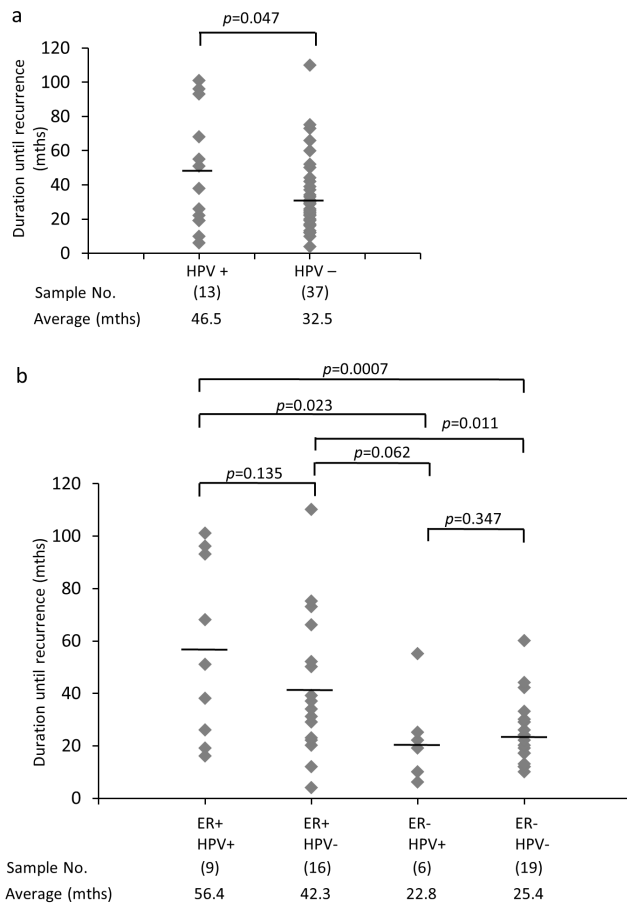 a
p=0.047
120
100
80
60
40
20
0
Duration until recurrence
(mths)
HPV + HPV –
Sample No. (13) (37)
Average (mths) 46.5 32.5
b
p=0.0007
p=0.023
p=0.011
p=0.062
p=0.135
p=0.347
120
100
80
60
40
20
0
Duration until recurrence (mths)
ER+ ER+ ER- ER-
HPV+ HPV- HPV+ HPV-
Sample No. (9) (16) (6) (19)
Average (mths) 56.4 42.3 22.8 25.4